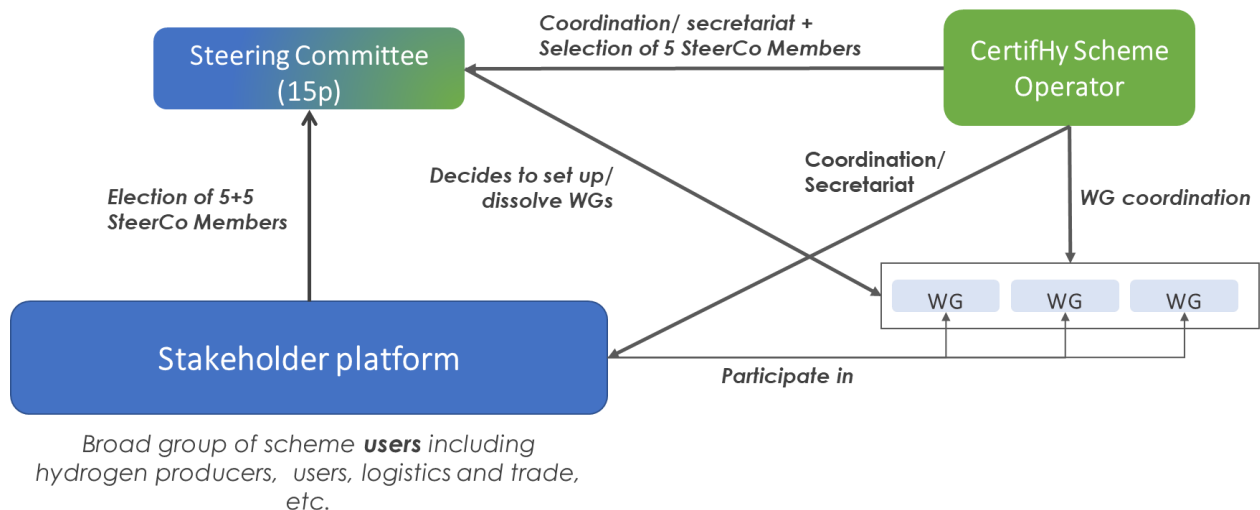 Coordination/ secretariat +
Selection of 5 SteerCo Members
Steering Committee
(15p)
CertifHy Scheme
Operator
Election of 5+5
SteerCo Members
Decides to set up/
dissolve WGs
Coordination/
Secretariat
WG coordination
WG
WG
WG
Stakeholder platform
Participate in
Broad group of scheme users including
hydrogen producers, users, logistics and trade,
etc.